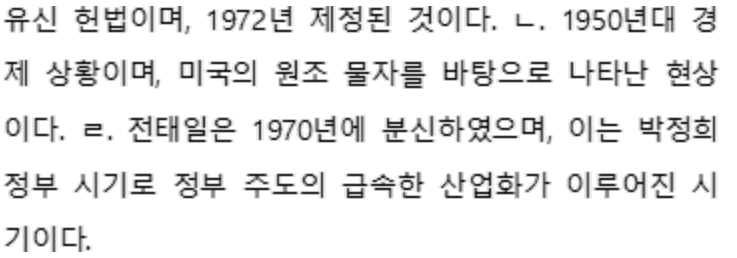 유신 헌법이며, 1972년 제정된 것이다. ㄴ. 1950년대 경
제 상황이며, 미국의 원조 물자를 바탕으로 나타난 현상
이다. ㄹ. 전태일은 1970년에 분신하였으며, 이는 박정희
정부 시기로 정부 주도의 급속한 산업화가 이루어진 시
기이다.